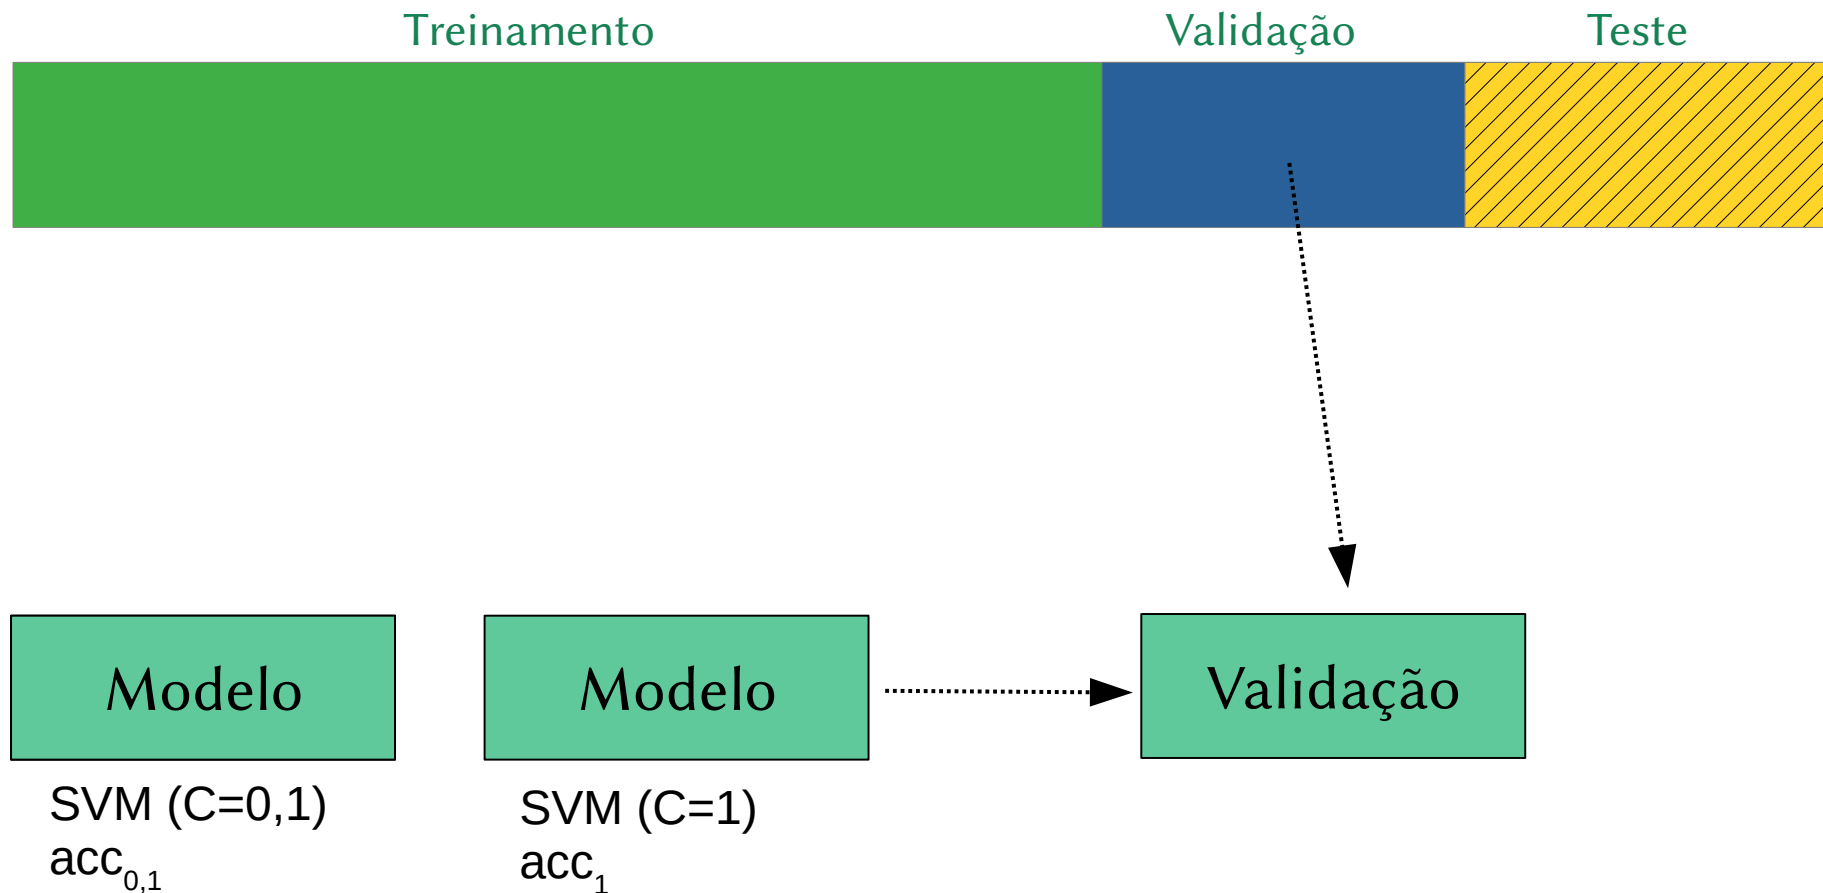 Treinamento
Validação
Teste
Modelo
Modelo
Validação
SVM (C=0,1)
acc0,1
SVM (C=1)
acc1